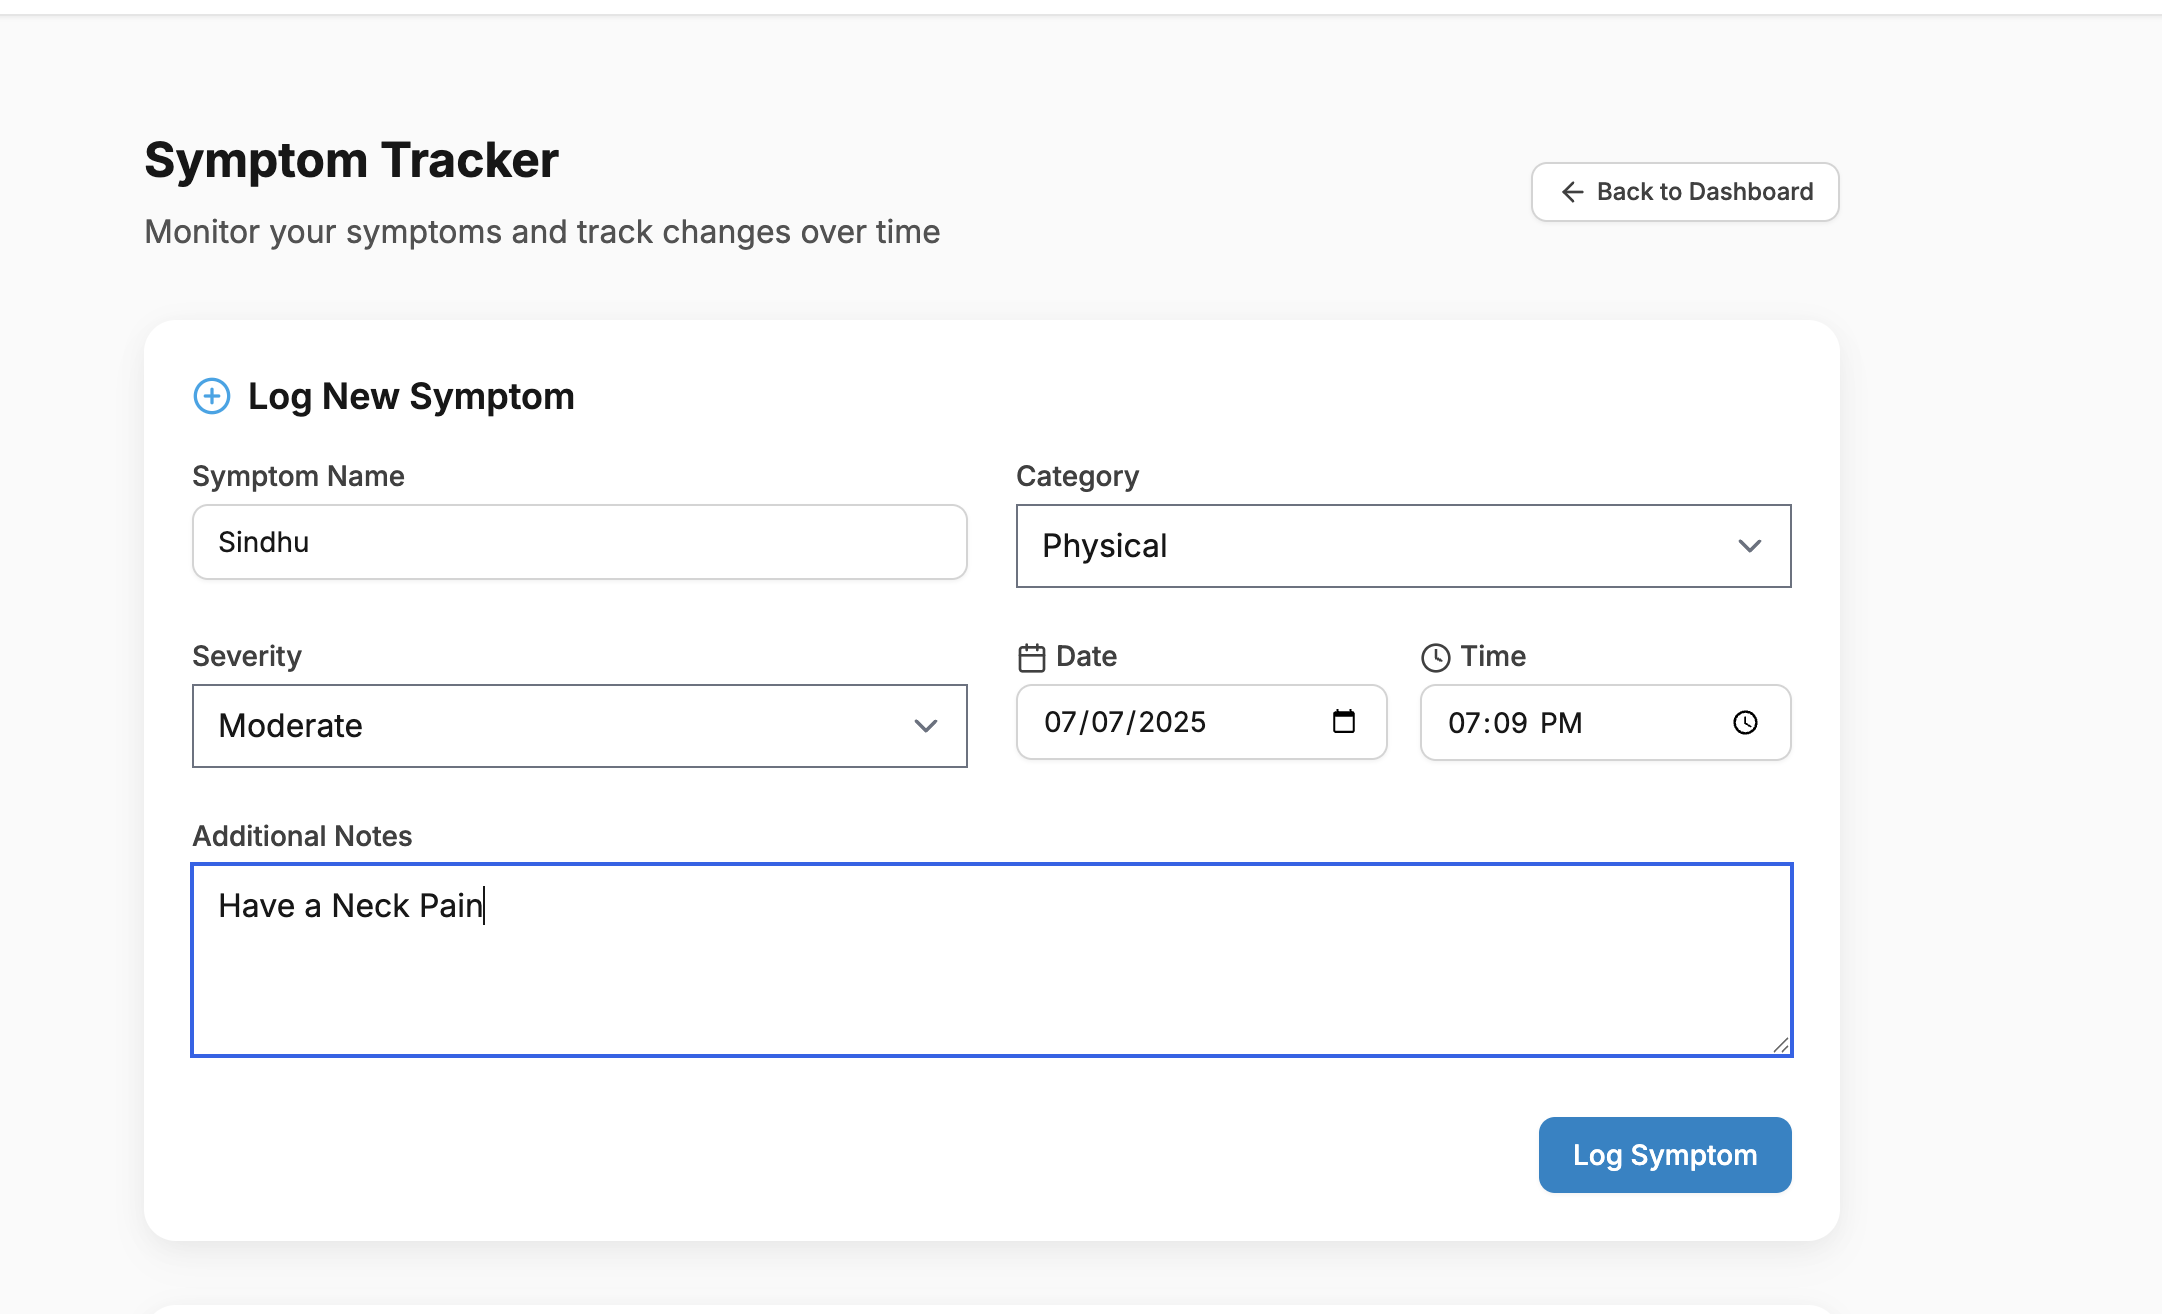 Symptom Tracker
Monitor your symptoms and track changes over time
Back to Dashboard
Log New Symptom
Symptom Name
Sindhu
Category
Physical
Severity
Moderate
Date
07/07/2025
Time
07:09 PM
Additional Notes
Have a Neck Pain
Log Symptom